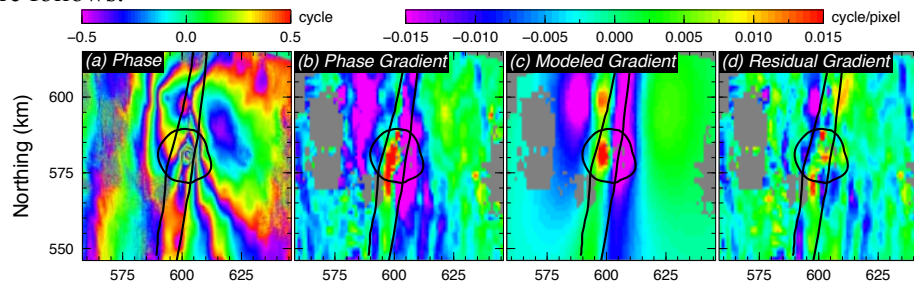 re follows.
cycle
cycle/pixel
−0.5 0.0 0.5
−0.015 −0.010 −0.005 0.000 0.005 0.010 0.015
(a) Phase (b) Phase Gradient (c) Modeled Gradient (d) Residual Gradient
Northing (km)
600
575
550
575 600 625 575 600 625 575 600 625 575 600 625